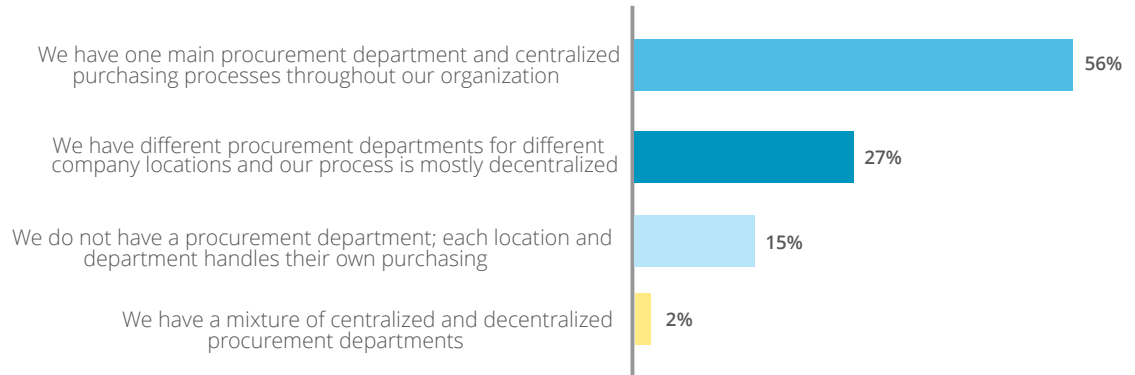 We have one main procurement department and centralized
purchasing processes throughout our organization
56%
We have different procurement departments for different
company locations and our process is mostly decentralized
27%
We do not have a procurement department; each location and
department handles their own purchasing
15%
We have a mixture of centralized and decentralized
procurement departments
2%